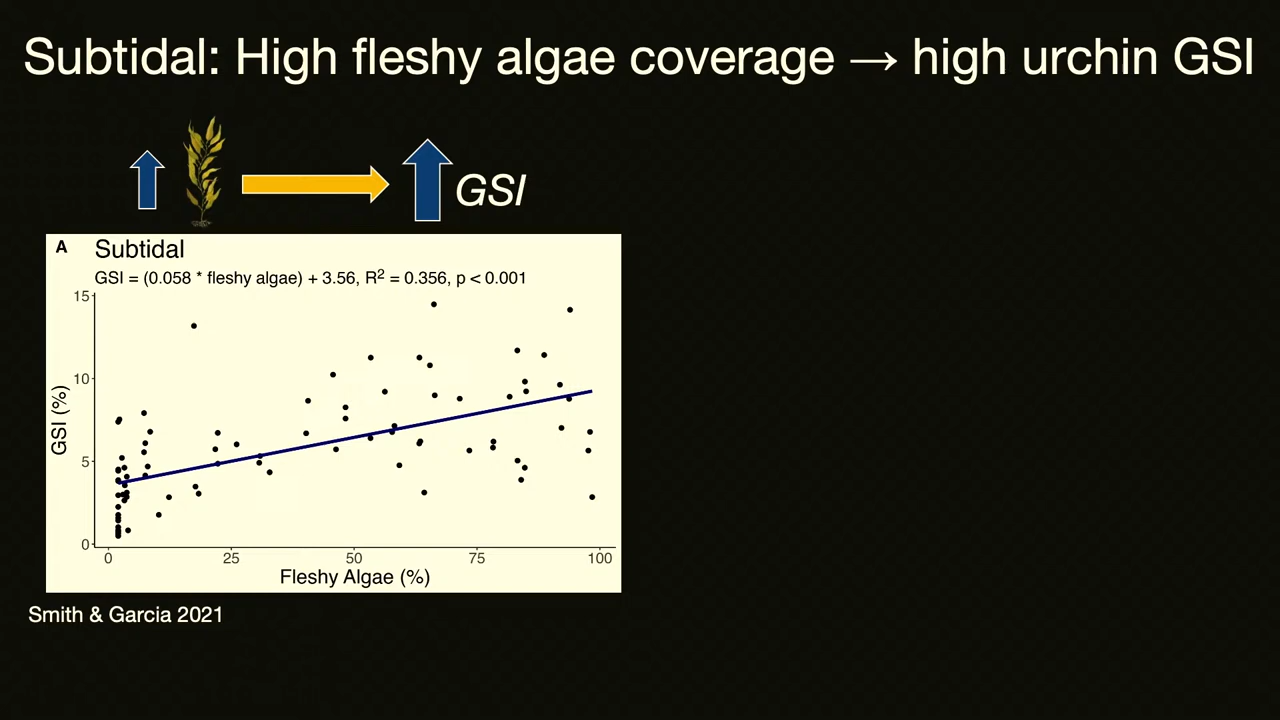 Subtidal: High fleshy algae coverage → high urchin GSI
GSI
A Subtidal
GSI = (0.058 * fleshy algae) + 3.56, R² = 0.356, p < 0.001
15
10
5
0
GSI (%)
0 25 50 75 100
Fleshy Algae (%)
Smith & Garcia 2021